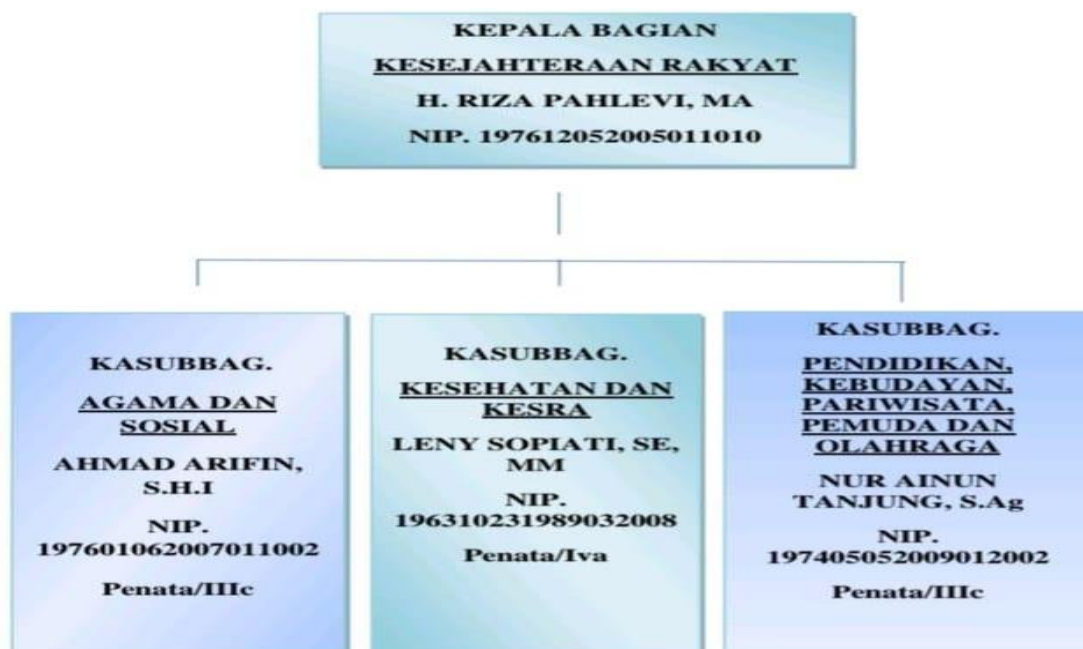 KEPALA BAGIAN
KESEJAHTERAAN RAKYAT
H. RIZA PAHLEVI, MA
NIP. 197612052005011010
KASUBBAG.
AGAMA DAN
SOSIAL
AHMAD ARIFIN,
S.H.I
NIP.
197601062007011002
Penata/IIIc
KASUBBAG.
KESEHATAN DAN
KESRA
LENY SOPIATI, SE,
MM
NIP.
196310231989032008
Penata/Iva
KASUBBAG.
PENDIDIKAN,
KEBUDAYAN,
PARIWISATA,
PEMUDA DAN
OLAHRAGA
NUR AINUN
TANJUNG, S.Ag
NIP.
197405052009012002
Penata/IIIc